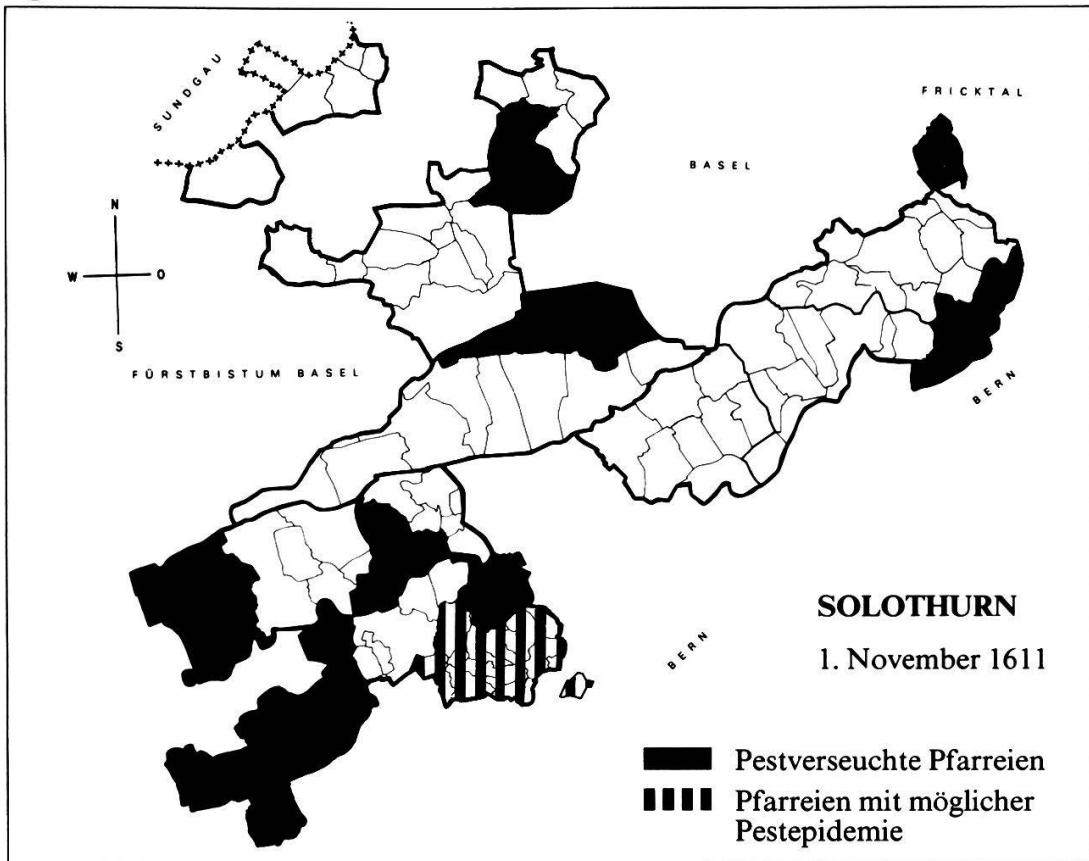 SUNDGAU
FRICKTAL
BASEL
N
W O
S
FÜRSTBISTUM BASEL
BERN
BERN
SOLOTHURN
1. November 1611
Pestverseuchte Pfarreien
Pfarreien mit möglicher
Pestepidemie